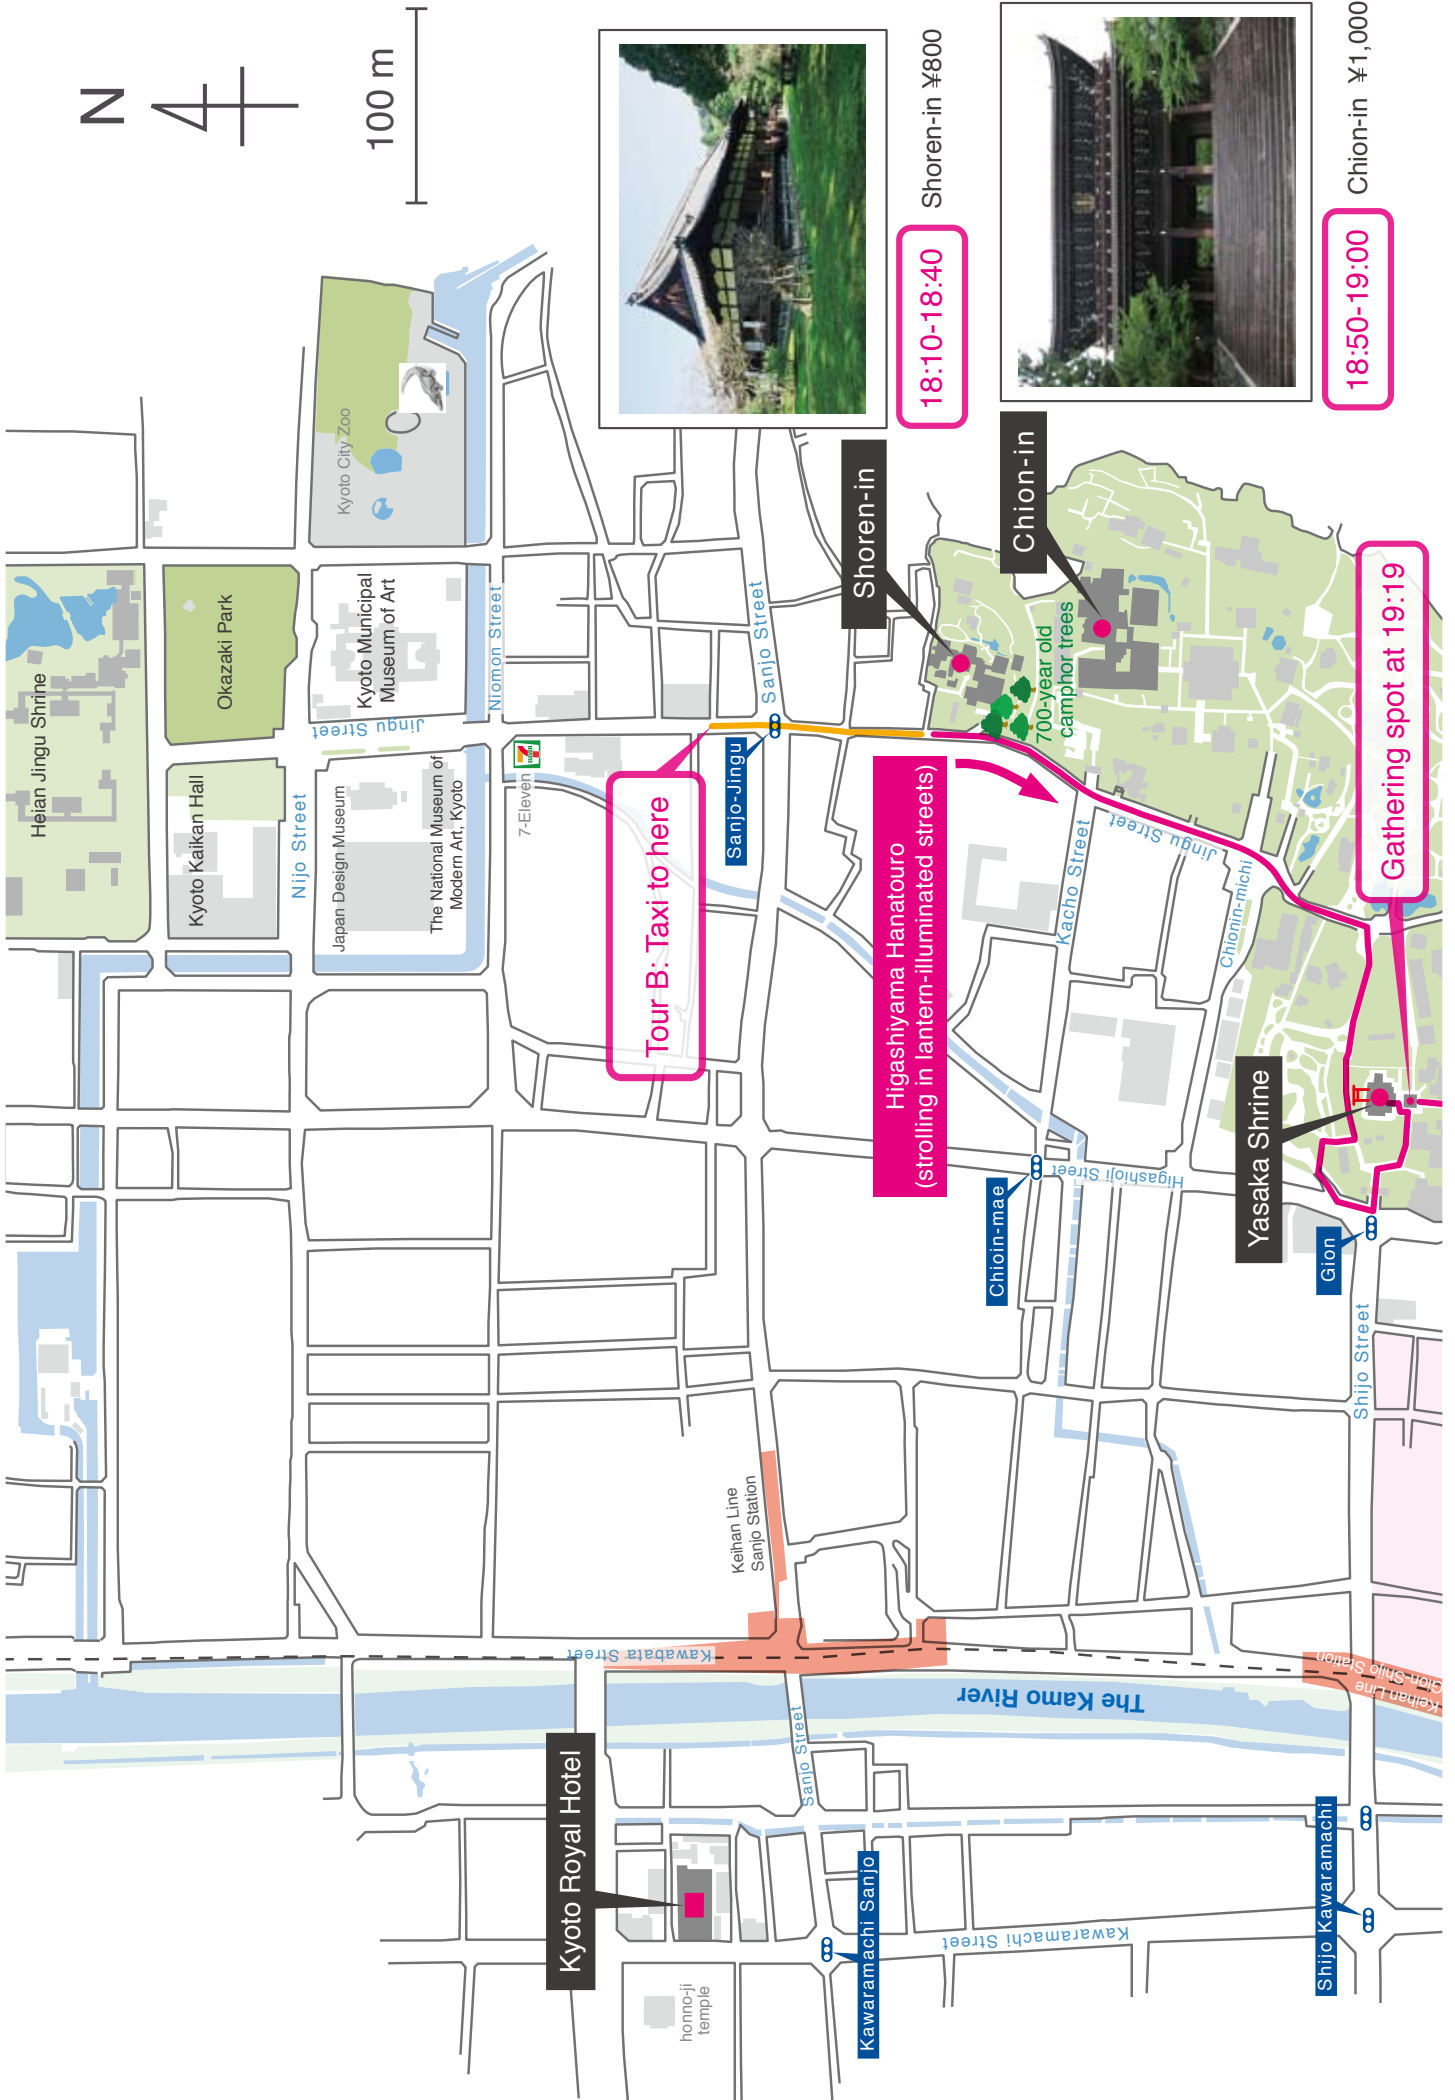 N
100 m
Shoren-in ¥800
18:10-18:40
Chion-in ¥1,000
18:50-19:00
Kyoto City Zoo
Heian Jingu Shrine
Okazaki Park
Kyoto Municipal
Museum of Art
Jingu Street
Niomon Street
Kyoto Kaikan Hall
Nijo Street
Japan Design Museum
The National Museum of
Modern Art, Kyoto
7-Eleven
ELEVEN
Tour B: Taxi to here
Sanjo-Jingu
Sanjo Street
Shoren-in
Chion-in
700-year old
camphor trees
Higashiyama Hanatouro
(strolling in lantern-illuminated streets)
Kacho Street
Jingu Street
Chionin-michi
Gathering spot at 19:19
Yasaka Shrine
Chioin-mae
Higashioji Street
Gion
Shijo Street
Keihan Line
Sanjo Station
Kawabata Street
The Kamo River
Keihan Line
Gion-Shijo Station
Sanjo Street
Kyoto Royal Hotel
Kawaramachi Sanjo
Kawaramachi Street
Shijo Kawaramachi
honno-ji
temple